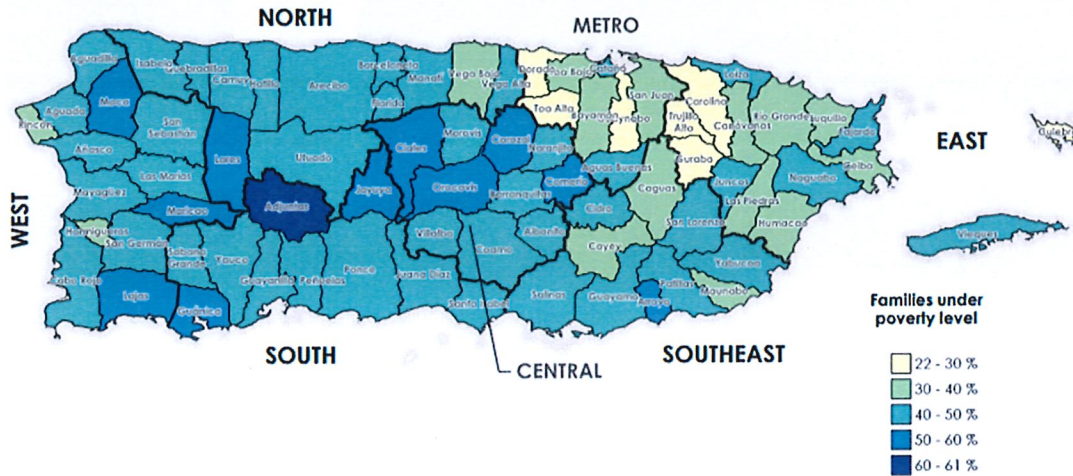 NORTH
METRO
EAST
WEST
SOUTH
SOUTHEAST
CENTRAL
Aguadilla
Isabela
Quebradillas
Camuy
Hatillo
Arecibo
Barceloneta
Manatí
Florida
Vega Baja
Vega Alta
Dorado
Toa Baja
Toa Alta
Cataño
Bayamón
Guaynabo
San Juan
Trujillo Alto
Carolina
Canóvanas
Loíza
Río Grande
Luquillo
Fajardo
Ceiba
Naguabo
Culebra
Vieques
Moca
Aguada
Rincón
Añasco
San Sebastián
Lares
Utuado
Ciales
Morovis
Corozal
Naranjito
Comerío
Aguas Buenas
Caguas
Gurabo
Juncos
Las Piedras
Humacao
San Lorenzo
Cidra
Cayey
Mayagüez
Las Marías
Maricao
Adjuntas
Jayuya
Orocovis
Barranquitas
Hormigueros
San Germán
Sabana Grande
Yauco
Guayanilla
Peñuelas
Ponce
Juana Díaz
Villalba
Coamo
Aibonito
Santa Isabel
Salinas
Guayama
Arroyo
Patillas
Maunabo
Yabucoa
Cabo Rojo
Lajas
Guánica
Families under
poverty level
22 - 30 %
30 - 40 %
40 - 50 %
50 - 60 %
60 - 61 %